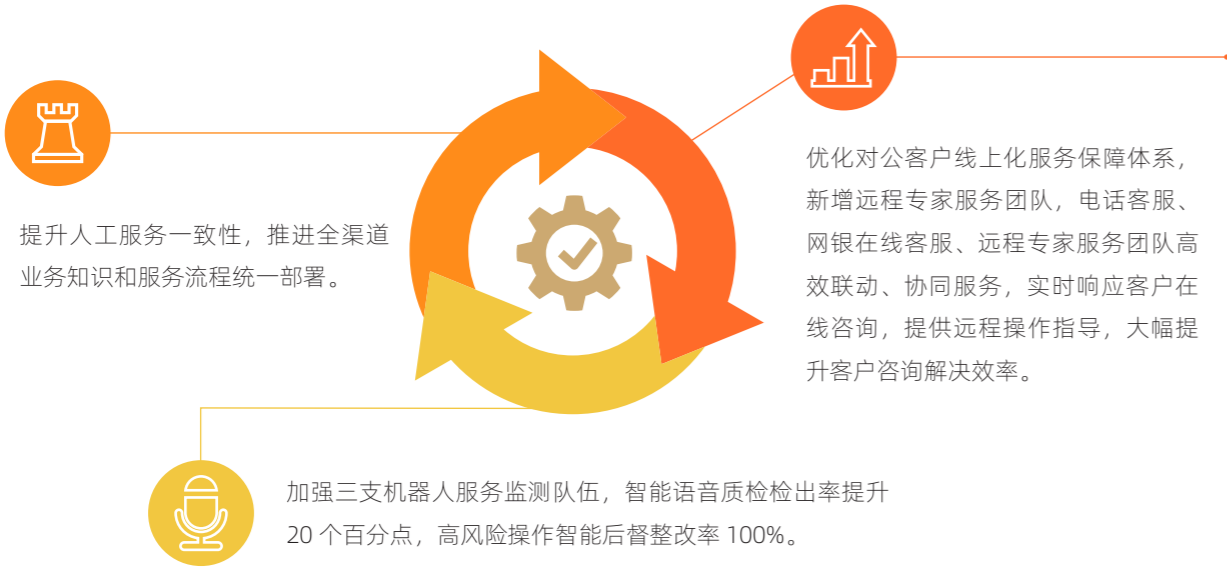 提升人工服务一致性，推进全渠道
业务知识和服务流程统一部署。
优化对公客户线上化服务保障体系，
新增远程专家服务团队，电话客服、
网银在线客服、远程专家服务团队高
效联动、协同服务，实时响应客户在
线咨询，提供远程操作指导，大幅提
升客户咨询解决效率。
加强三支机器人服务监测队伍，智能语音质检检出率提升
20 个百分点，高风险操作智能后督整改率 100%。